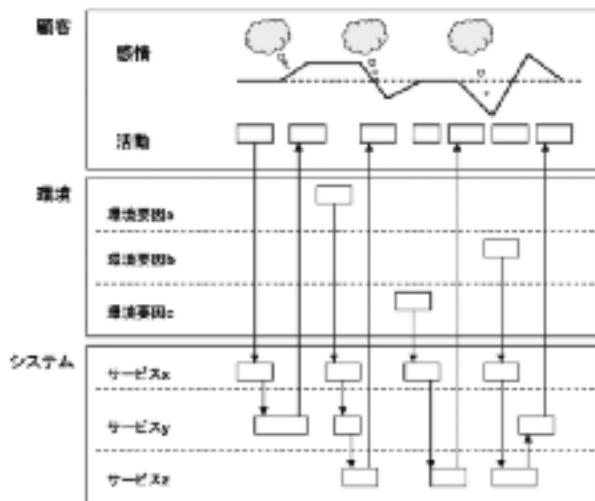 顧客
感情
活動
環境
環境要因a
環境要因b
環境要因c
システム
サービスx
サービスy
サービスz